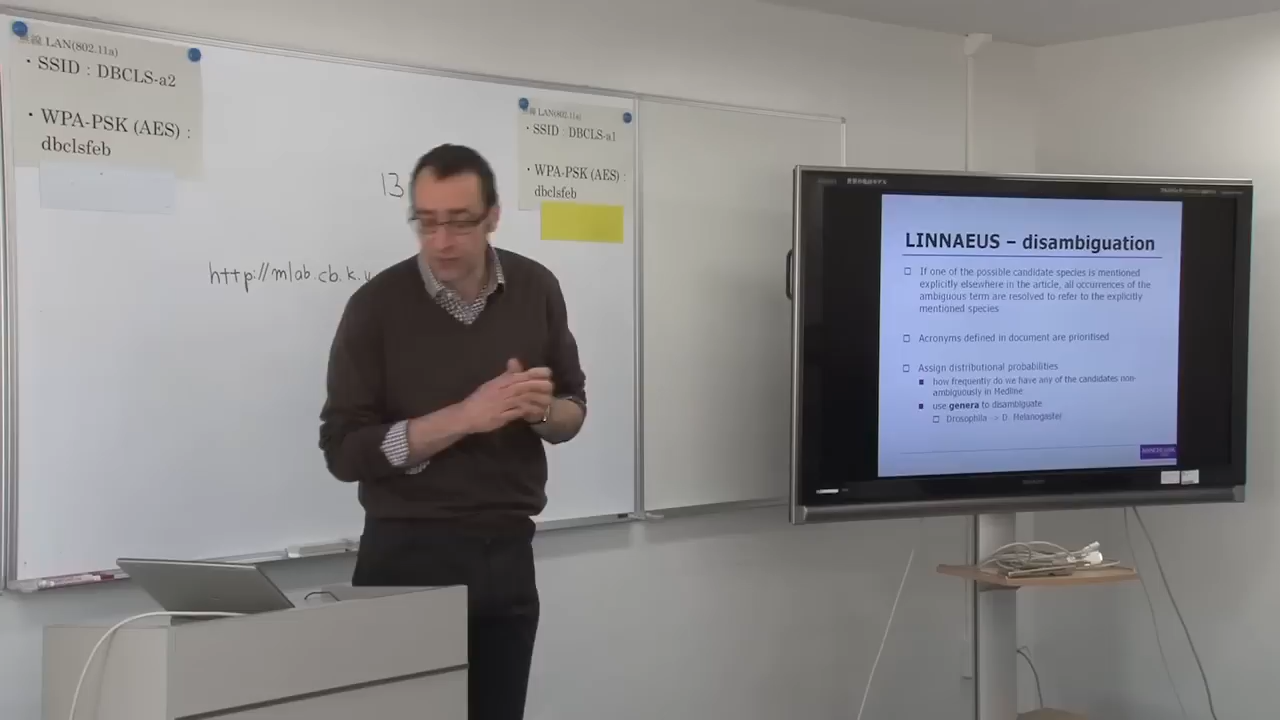 無線 LAN(802.11a)
・SSID : DBCLS-a2
・WPA-PSK (AES) :
dbclsfeb
無線 LAN(802.11a)
・SSID : DBCLS-a1
・WPA-PSK (AES) :
dbclsfeb
13
http://mlab.cb.k.u
LINNAEUS – disambiguation
If one of the possible candidate species is mentioned
explicitly elsewhere in the article, all occurrences of the
ambiguous term are resolved to refer to the explicitly
mentioned species
Acronyms defined in document are prioritised
Assign distributional probabilities
how frequently do we have any of the candidates non-
ambiguously in Medline
use genera to disambiguate
Drosophila -> D. Melanogaster